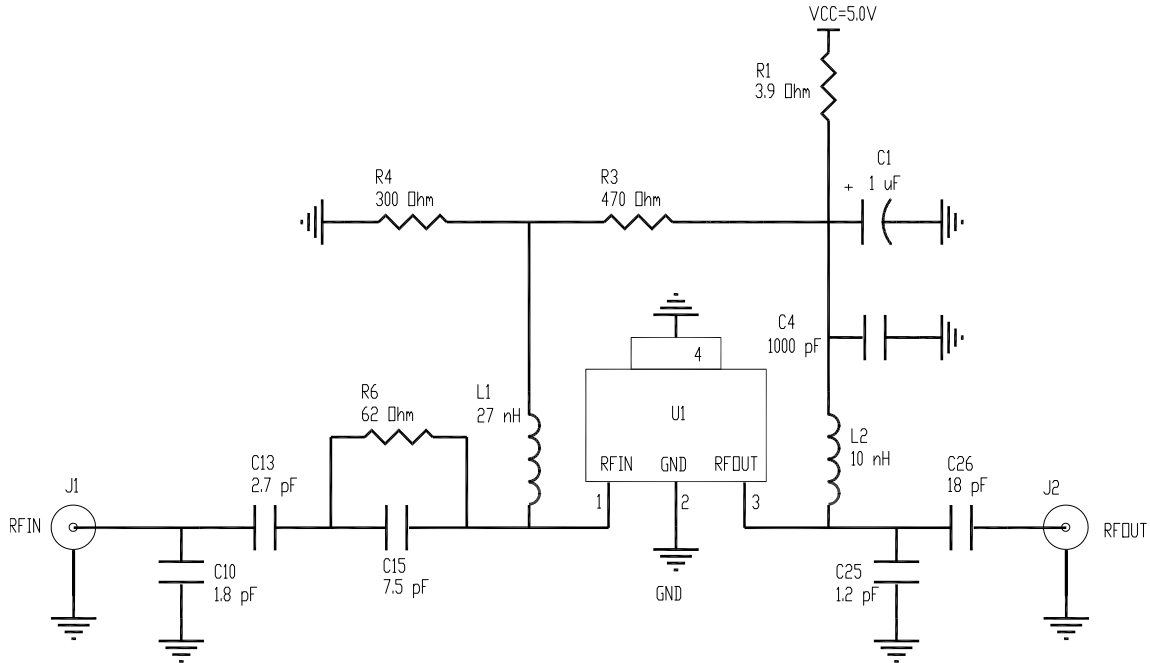 VCC=5.0V
R1
3.9 Ohm
C1
+ 1 uF
R4
300 Ohm
R3
470 Ohm
C4
1000 pF
4
R6
62 Ohm
L1
27 nH
U1
L2
10 nH
RFIN GND RFOUT
1 2 3
C13
2.7 pF
C26
18 pF
J1
J2
RFIN
RFOUT
C10
1.8 pF
C15
7.5 pF
C25
1.2 pF
GND